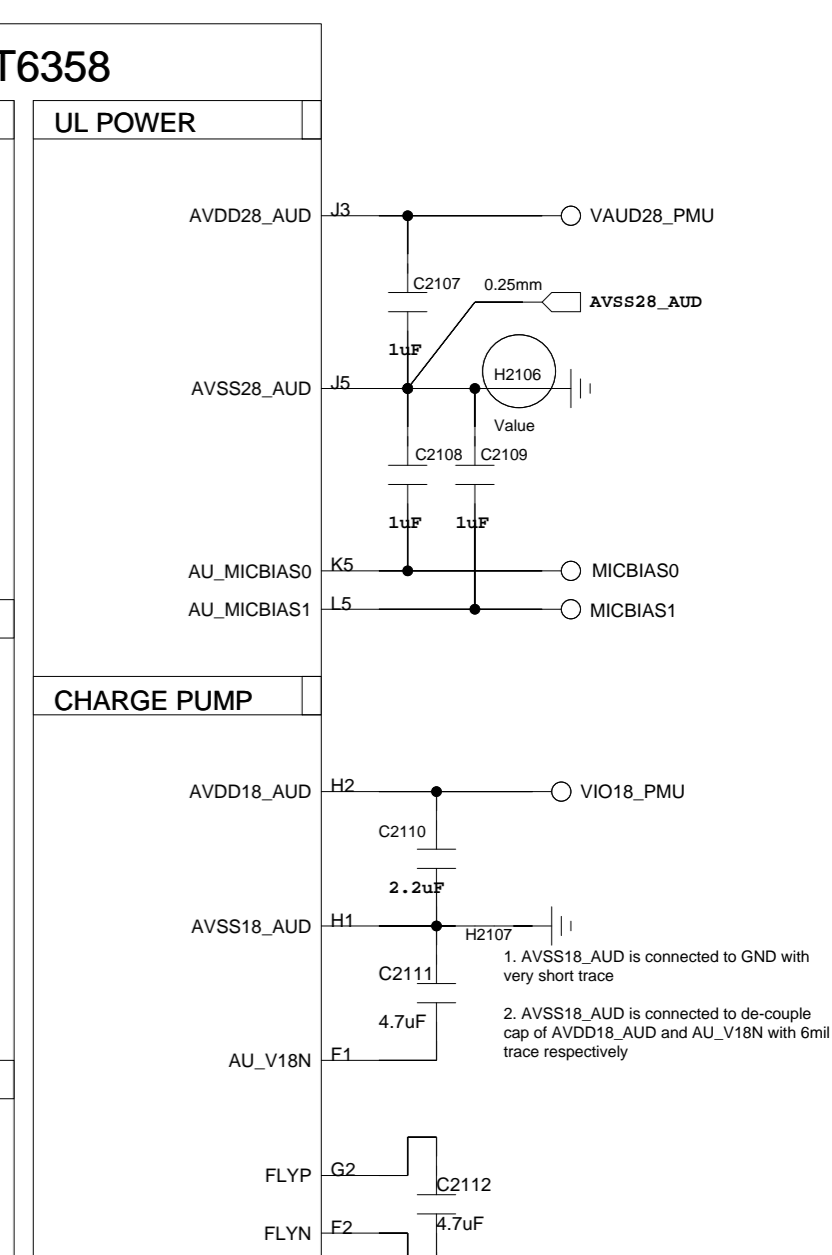 T6358
UL POWER
AVDD28_AUD J3 VAUD28_PMU
C2107 0.25mm
AVSS28_AUD
1uF
H2106
AVSS28_AUD J5
Value
C2108 C2109
1uF 1uF
AU_MICBIAS0 K5 MICBIAS0
AU_MICBIAS1 L5 MICBIAS1
CHARGE PUMP
AVDD18_AUD H2 VIO18_PMU
C2110
2.2uF
AVSS18_AUD H1
H2107
1. AVSS18_AUD is connected to GND with
very short trace
C2111
4.7uF
2. AVSS18_AUD is connected to de-couple
cap of AVDD18_AUD and AU_V18N with 6mil
trace respectively
AU_V18N F1
FLYP G2
C2112
4.7uF
FLYN F2